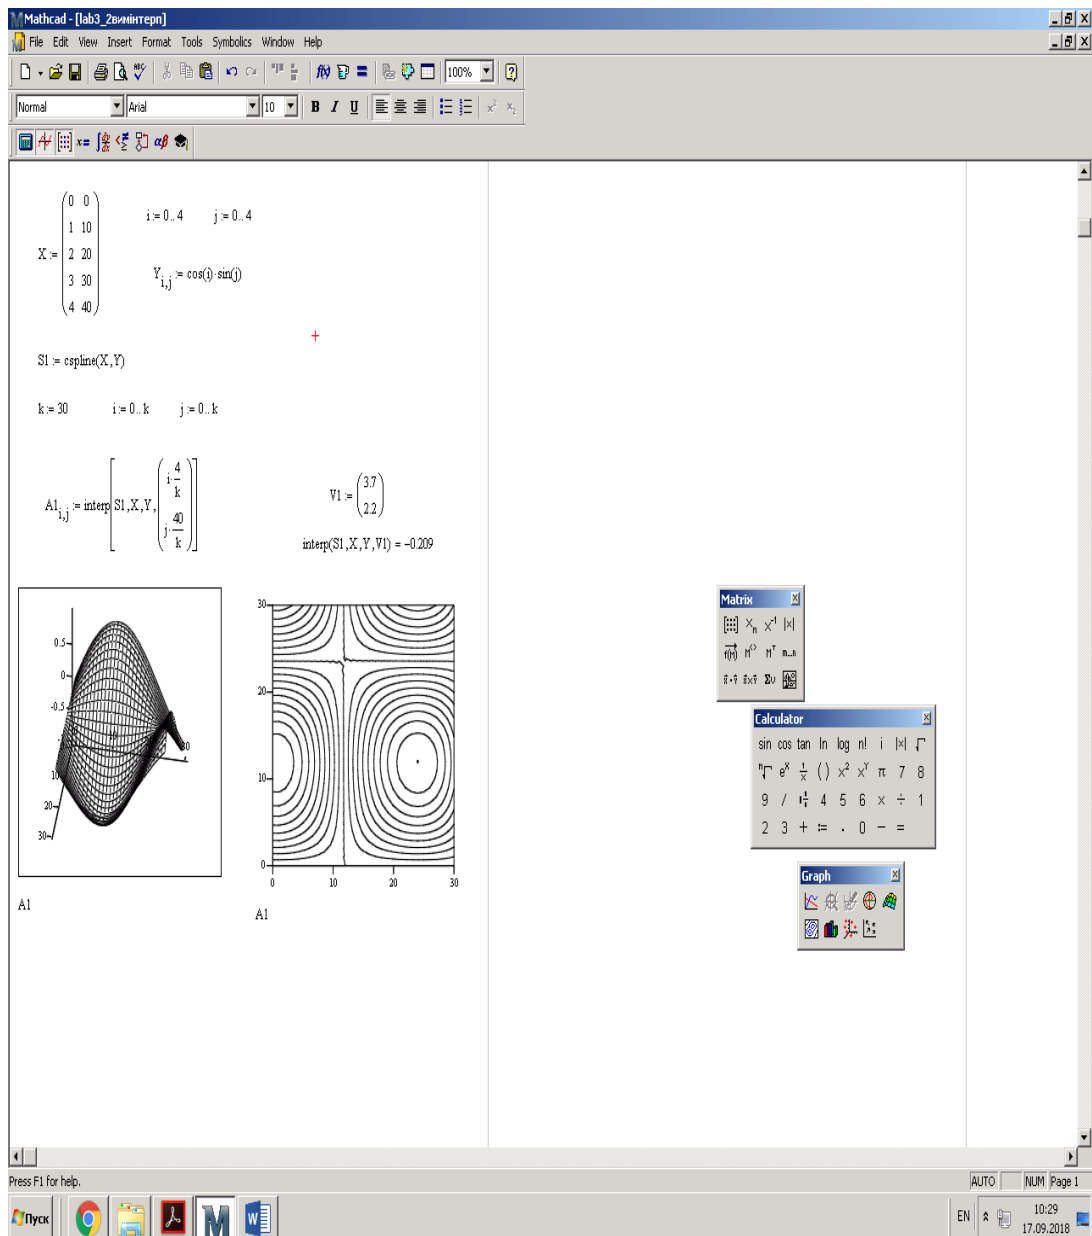 Mathcad - [lab3_2вимінтерп]
File Edit View Insert Format Tools Symbolics Window Help
100%
Normal Arial 10 B I U
X := (0 0
1 10
2 20
3 30
4 40)
i := 0.. 4 j := 0.. 4
Y i,j := cos(i)·sin(j)
S1 := cspline(X,Y)
k := 30 i := 0.. k j := 0.. k
A1 i,j := interp[S1,X,Y,(i·4/k
j·40/k)]
V1 := (3.7
2.2)
interp(S1,X,Y,V1) = -0.209
0.5
0
-0.5
10
20
30
A1
30
20
10
0
0 10 20 30
A1
Matrix
Calculator
sin cos tan ln log n! i |x| √
ⁿ√ eˣ 1/x ( ) x² xʸ π 7 8
9 / 4 5 6 × ÷ 1
2 3 + := . 0 − =
Graph
Press F1 for help.
AUTO NUM Page 1
Пуск
EN
10:29
17.09.2018